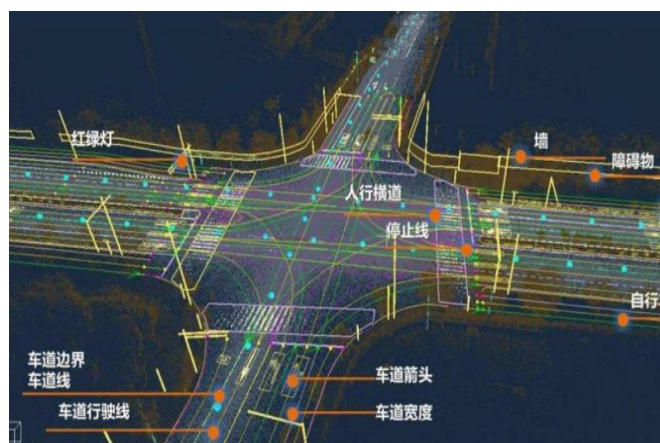 红绿灯
墙
障碍物
人行横道
停止线
自行
车道边界
车道线
车道箭头
车道行驶线
车道宽度